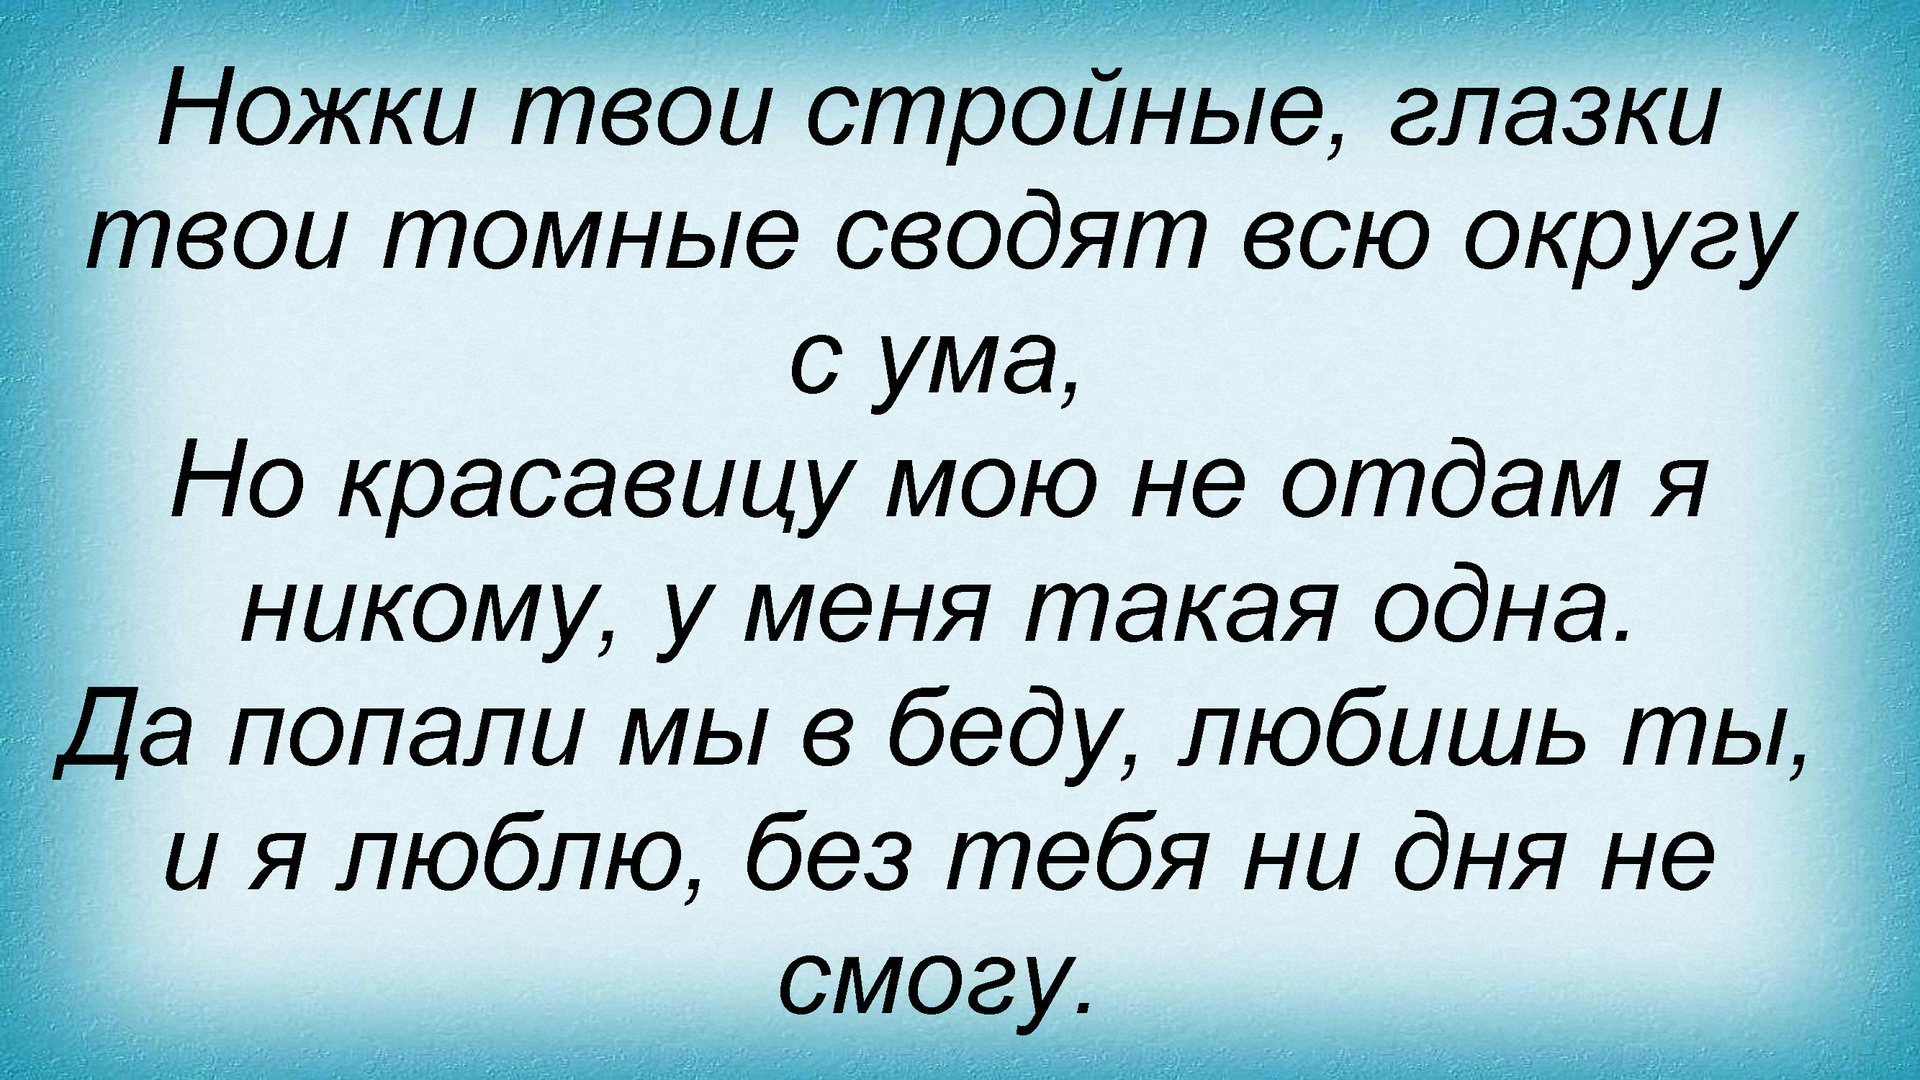 Ножки твои стройные, глазки
твои томные сводят всю округу
с ума,
Но красавицу мою не отдам я
никому, у меня такая одна.
Да попали мы в беду, любишь ты,
и я люблю, без тебя ни дня не
смогу.